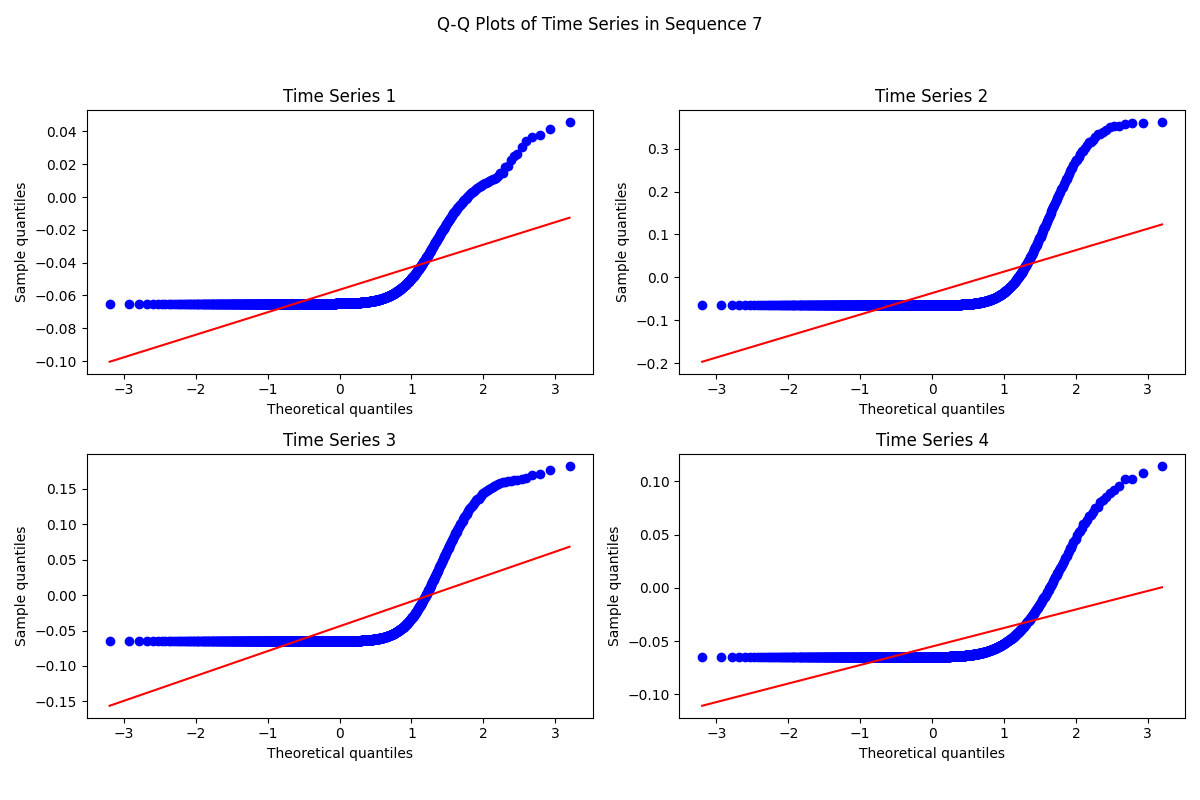 Q-Q Plots of Time Series in Sequence 7
Time Series 1
Sample quantiles
0.04
0.02
0.00
−0.02
−0.04
−0.06
−0.08
−0.10
−3 −2 −1 0 1 2 3
Theoretical quantiles
Time Series 2
Sample quantiles
0.3
0.2
0.1
0.0
−0.1
−0.2
−3 −2 −1 0 1 2 3
Theoretical quantiles
Time Series 3
Sample quantiles
0.15
0.10
0.05
0.00
−0.05
−0.10
−0.15
−3 −2 −1 0 1 2 3
Theoretical quantiles
Time Series 4
Sample quantiles
0.10
0.05
0.00
−0.05
−0.10
−3 −2 −1 0 1 2 3
Theoretical quantiles